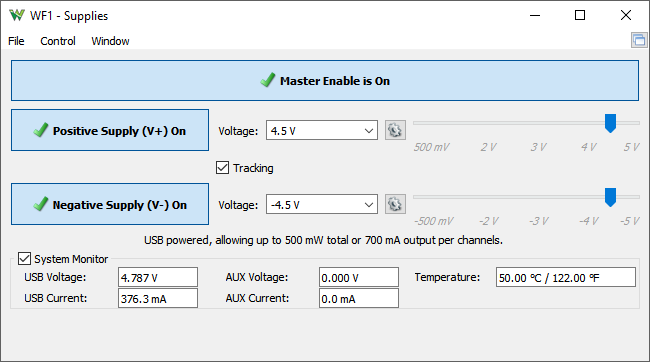 WF1 - Supplies
File Control Window
Master Enable is On
Positive Supply (V+) On Voltage: 4.5 V
500 mV 2 V 3 V 4 V 5 V
Tracking
Negative Supply (V-) On Voltage: -4.5 V
-500 mV -2 V -3 V -4 V -5 V
USB powered, allowing up to 500 mW total or 700 mA output per channels.
System Monitor
USB Voltage: 4.787 V AUX Voltage: 0.000 V Temperature: 50.00 °C / 122.00 °F
USB Current: 376.3 mA AUX Current: 0.0 mA